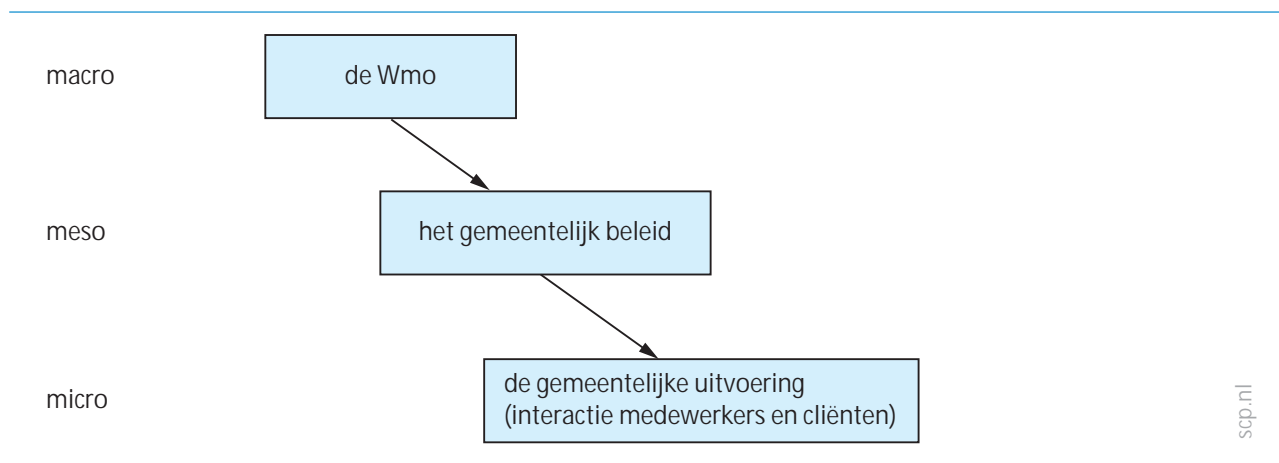 macro
de Wmo
meso
het gemeentelijk beleid
micro
de gemeentelijke uitvoering
(interactie medewerkers en cliënten)
scp.nl